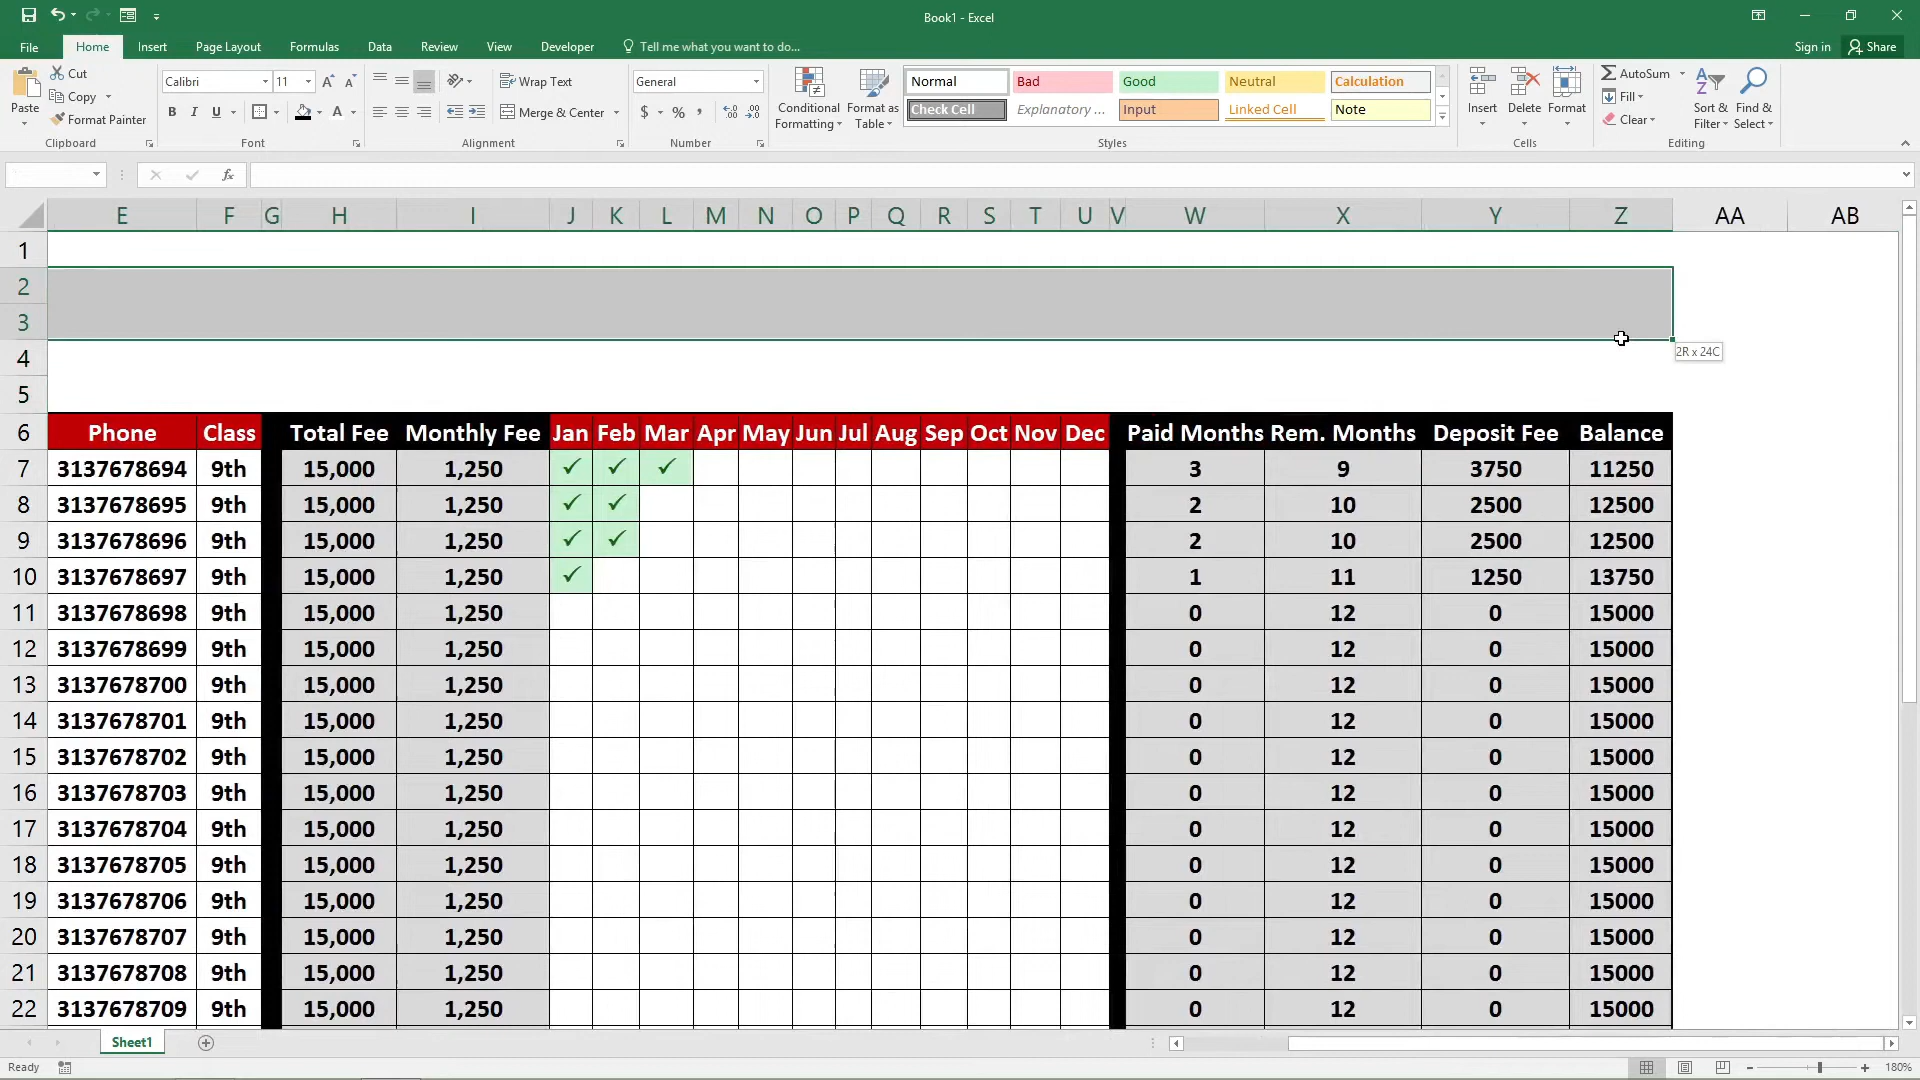 Book1 - Excel
Sign in Share
File Home Insert Page Layout Formulas Data Review View Developer Tell me what you want to do...
Paste Cut Copy Format Painter
Clipboard
Calibri 11 A A B I U A
Font
Wrap Text Merge & Center
Alignment
General $ % , .0 .00 .00 .0
Number
Conditional Formatting Format as Table
Normal Bad Good Neutral Calculation
Check Cell Explanatory ... Input Linked Cell Note
Styles
Insert Delete Format
Cells
AutoSum Fill Clear Sort & Filter Find & Select
Editing
fx
E F G H I J K L M N O P Q R S T U V W X Y Z AA AB
1
2
3
2R x 24C
4
5
6 Phone Class Total Fee Monthly Fee Jan Feb Mar Apr May Jun Jul Aug Sep Oct Nov Dec Paid Months Rem. Months Deposit Fee Balance
7 3137678694 9th 15,000 1,250 ✓ ✓ ✓ 3 9 3750 11250
8 3137678695 9th 15,000 1,250 ✓ ✓ 2 10 2500 12500
9 3137678696 9th 15,000 1,250 ✓ ✓ 2 10 2500 12500
10 3137678697 9th 15,000 1,250 ✓ 1 11 1250 13750
11 3137678698 9th 15,000 1,250 0 12 0 15000
12 3137678699 9th 15,000 1,250 0 12 0 15000
13 3137678700 9th 15,000 1,250 0 12 0 15000
14 3137678701 9th 15,000 1,250 0 12 0 15000
15 3137678702 9th 15,000 1,250 0 12 0 15000
16 3137678703 9th 15,000 1,250 0 12 0 15000
17 3137678704 9th 15,000 1,250 0 12 0 15000
18 3137678705 9th 15,000 1,250 0 12 0 15000
19 3137678706 9th 15,000 1,250 0 12 0 15000
20 3137678707 9th 15,000 1,250 0 12 0 15000
21 3137678708 9th 15,000 1,250 0 12 0 15000
22 3137678709 9th 15,000 1,250 0 12 0 15000
Sheet1
Ready 180%